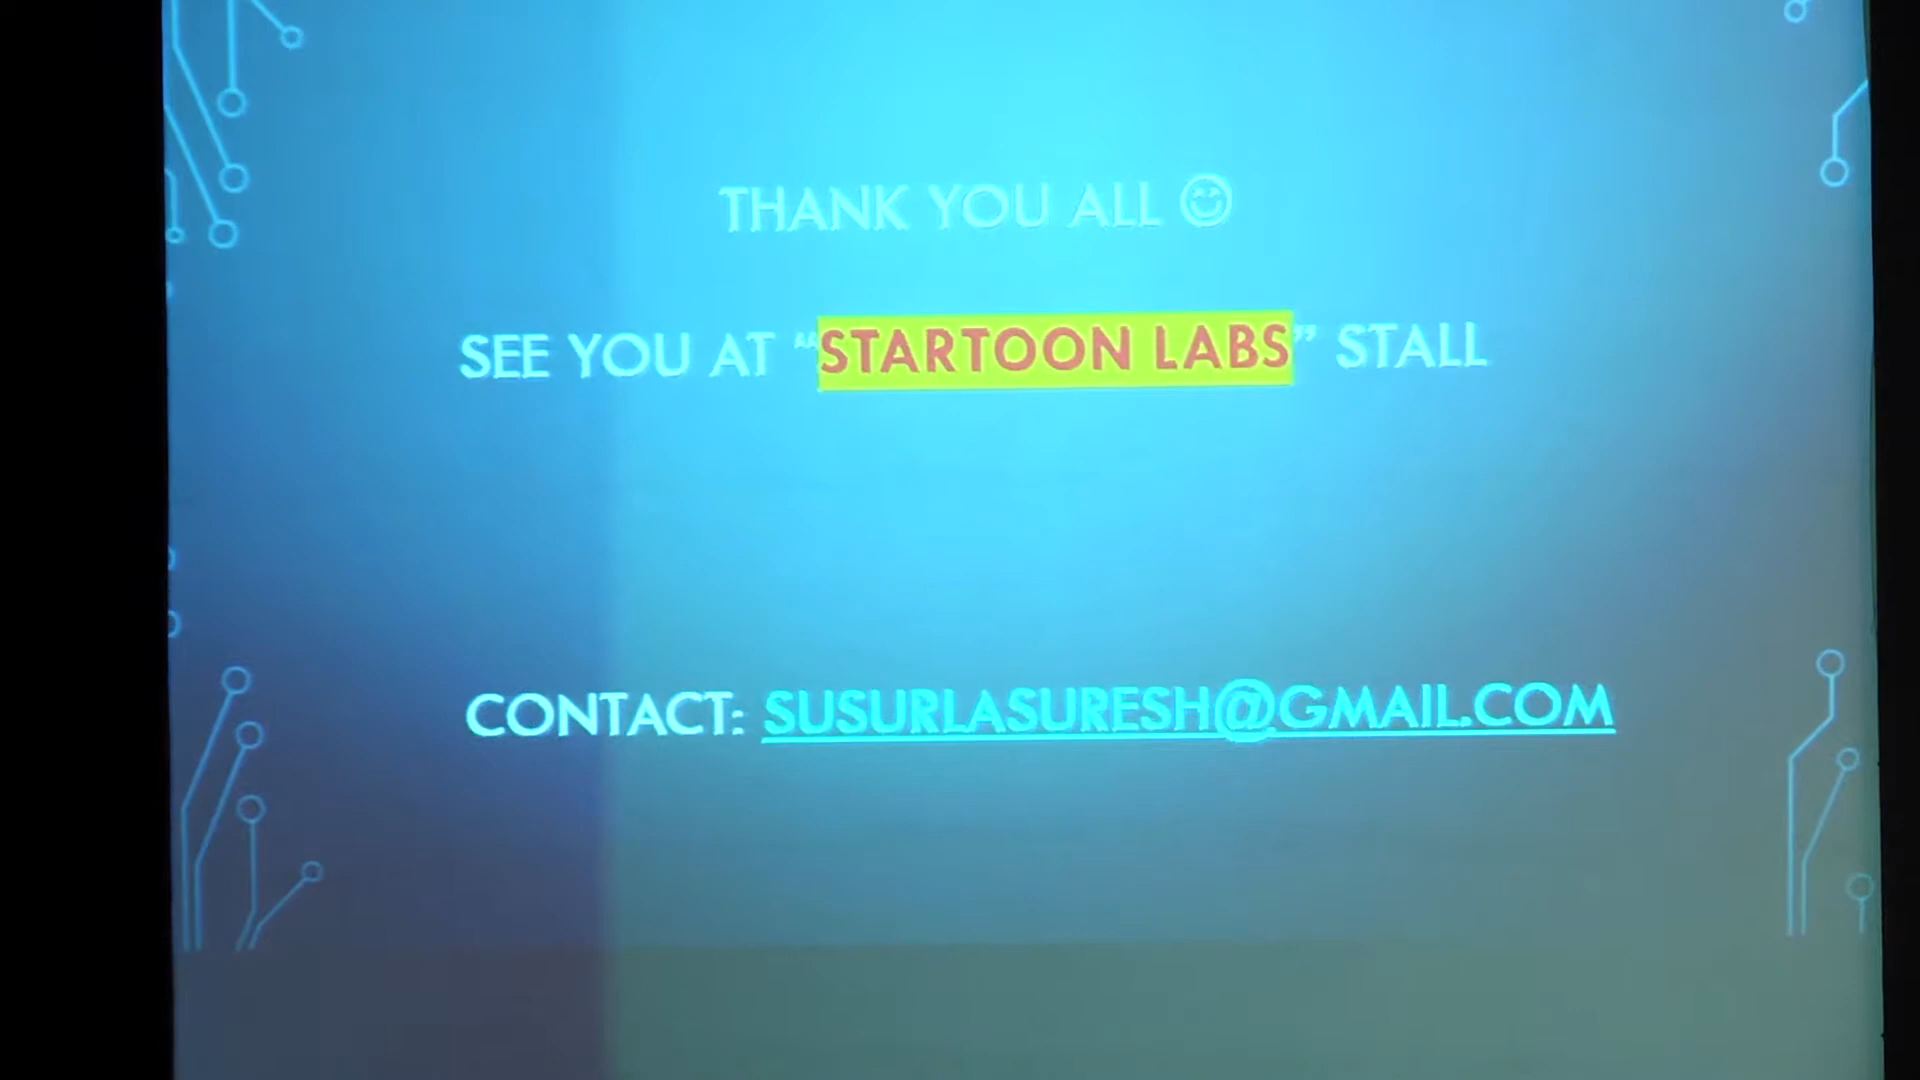 THANK YOU ALL ☺
SEE YOU AT “STARTOON LABS” STALL
CONTACT: SUSURLASURESH@GMAIL.COM